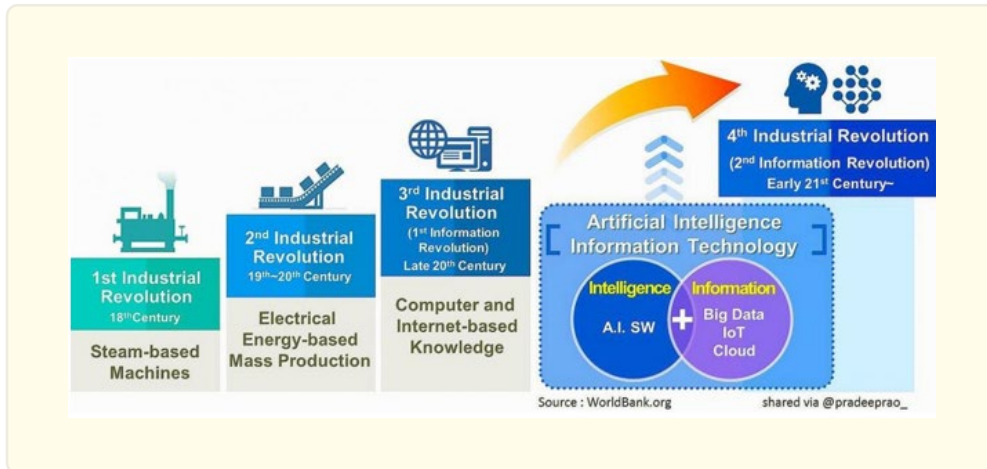 1st Industrial
Revolution
18th Century
Steam-based
Machines
2nd Industrial
Revolution
19th~20th Century
Electrical
Energy-based
Mass Production
3rd Industrial
Revolution
(1st Information
Revolution)
Late 20th Century
Computer and
Internet-based
Knowledge
4th Industrial Revolution
(2nd Information Revolution)
Early 21st Century~
Artificial Intelligence
Information Technology
Intelligence
A.I. SW
+
Information
Big Data
IoT
Cloud
Source : WorldBank.org
shared via @pradeeprao_